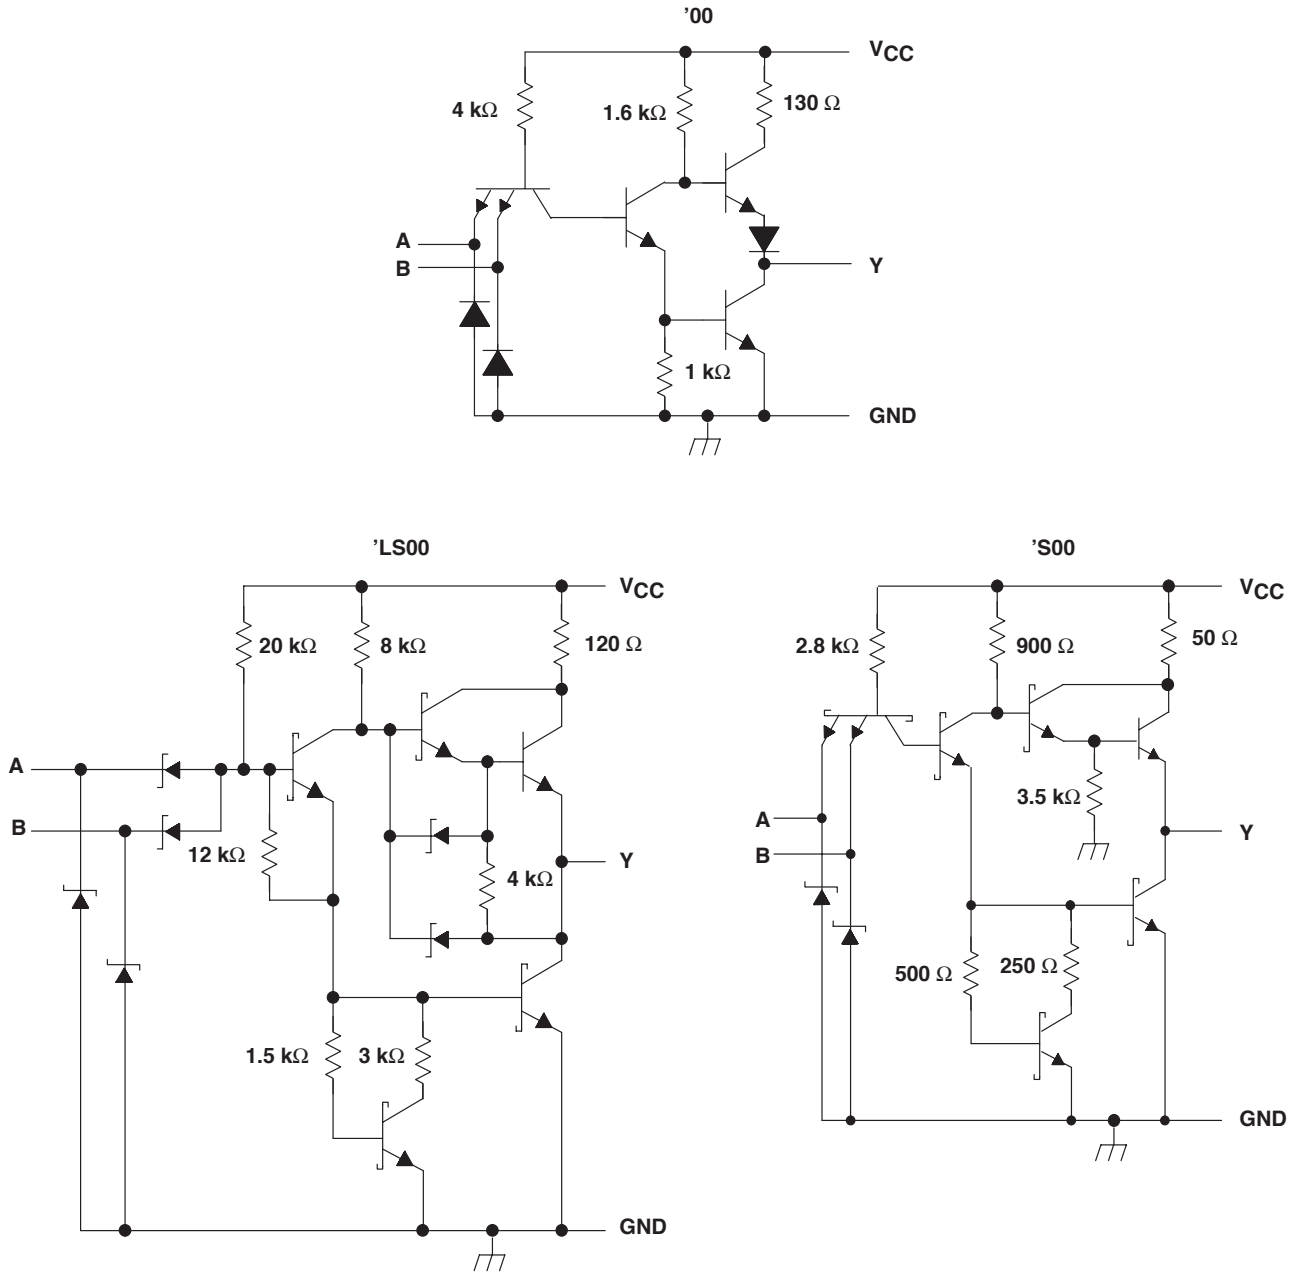 ’00
VCC
4 kΩ
1.6 kΩ
130 Ω
A
B
Y
1 kΩ
GND
’LS00
VCC
20 kΩ
8 kΩ
120 Ω
A
B
12 kΩ
4 kΩ
Y
1.5 kΩ
3 kΩ
GND
’S00
VCC
2.8 kΩ
900 Ω
50 Ω
3.5 kΩ
A
B
Y
500 Ω
250 Ω
GND